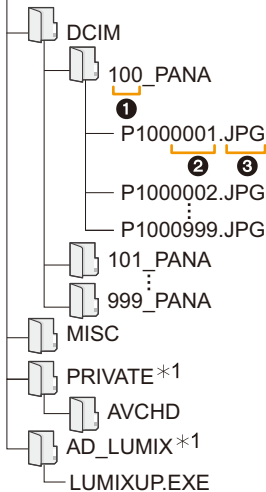 DCIM
100_PANA
❶
P1000001.JPG
❷ ❸
P1000002.JPG
P1000999.JPG
101_PANA
999_PANA
MISC
PRIVATE＊1
AVCHD
AD_LUMIX＊1
LUMIXUP.EXE